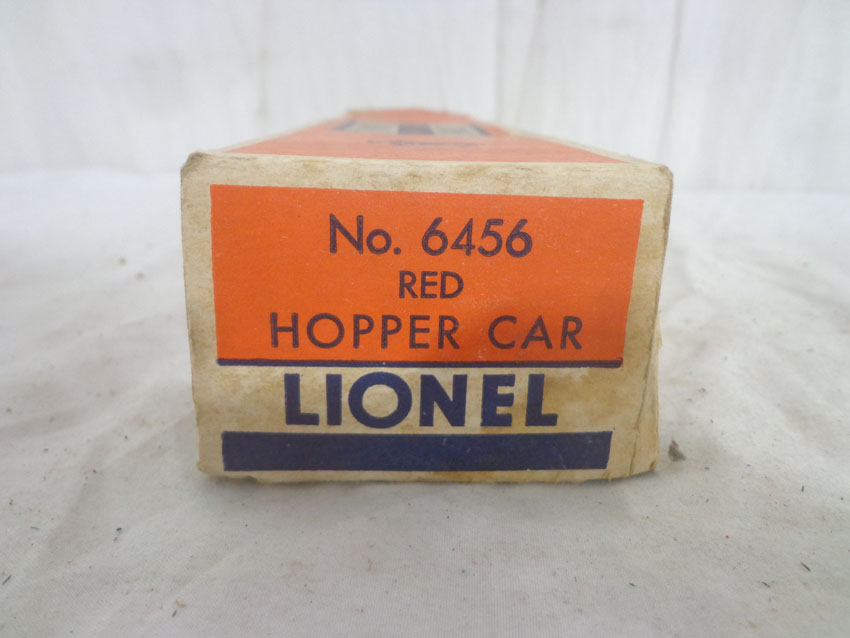 No. 6456
RED
HOPPER CAR
LIONEL